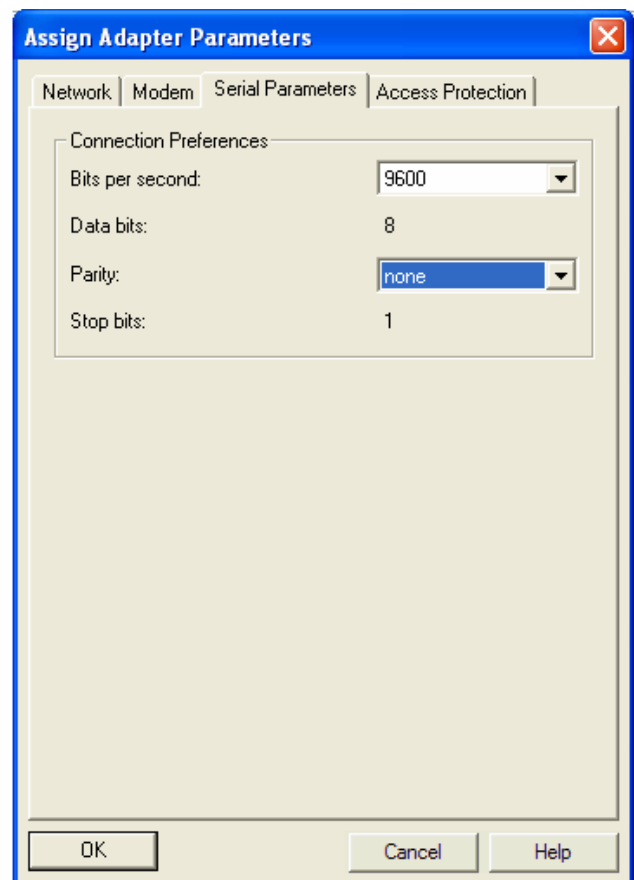 Assign Adapter Parameters
Network Modem Serial Parameters Access Protection
Connection Preferences
Bits per second: 9600
Data bits: 8
Parity: none
Stop bits: 1
OK Cancel Help